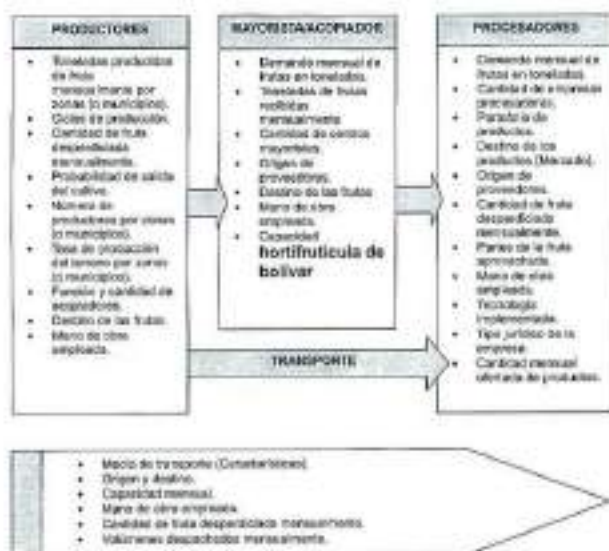 PRODUCTORES
• Toneladas producidas
de fruta
mensualmente por
zonas (o municipios).
• Ciclos de producción.
• Cantidad de fruta
desperdiciada
mensualmente.
• Probabilidad de salida
del cultivo.
• Número de
productores por zonas
(o municipios).
• Tasa de producción
del terreno por zonas
(o municipios).
• Función y cantidad de
• Destino de las frutas.
• Mano de obra
empleada.
MAYORISTA/ACOPIADOR
• Demanda mensual de
frutas en toneladas.
• Toneladas de frutas
recibidas
mensualmente
• Cantidad de centros
mayoristas.
• Origen de
proveedores.
• Destino de las frutas
• Mano de obra
empleada.
• Capacidad
hortifruticula de
bolivar
PROCESADORES
• Demanda mensual de
frutas en toneladas.
• Cantidad de empresas
procesadoras.
• Portafolio de
productos.
• Destino de los
productos (Mercado).
• Origen de
proveedores.
• Cantidad de fruta
desperdiciada
mensualmente.
• Partes de la fruta
aprovechada.
• Mano de obra
empleada.
• Tecnología
implementada.
• Tipo jurídico de la
empresa
• Cantidad mensual
ofertada de productos.
TRANSPORTE
• Medio de transporte (Características).
• Origen y destino.
• Capacidad mensual.
• Mano de obra empleada.
• Cantidad de fruta desperdiciada mensualmente.
• Volúmenes despachados mensualmente.